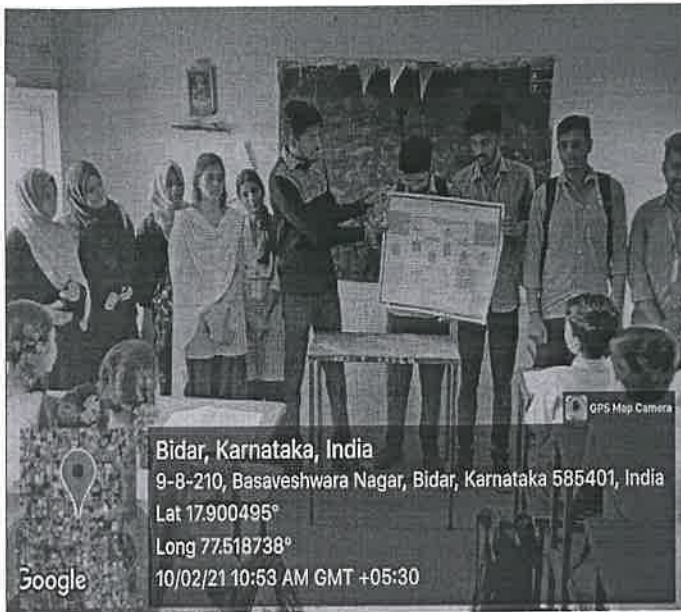 GPS Map Camera
Bidar, Karnataka, India
9-8-210, Basaveshwara Nagar, Bidar, Karnataka 585401, India
Lat 17.900495°
Long 77.518738°
10/02/21 10:53 AM GMT +05:30
Google